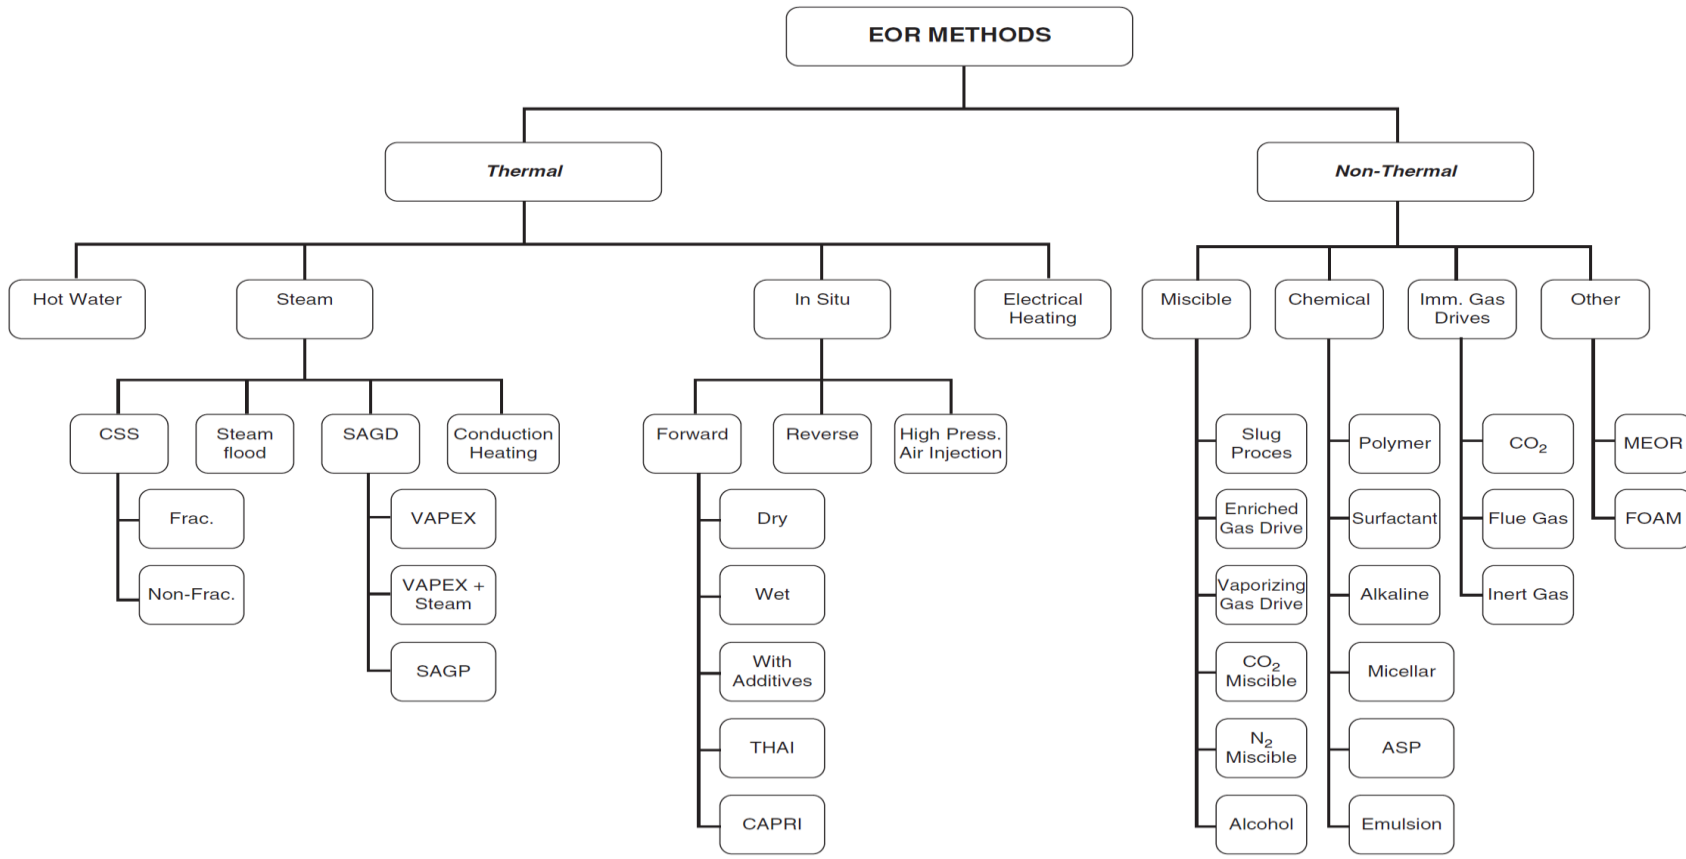 EOR METHODS
Thermal
Non-Thermal
Hot Water
Steam
In Situ
Electrical
Heating
Miscible
Chemical
Imm. Gas
Drives
Other
CSS
Steam
flood
SAGD
Conduction
Heating
Forward
Reverse
High Press.
Air Injection
Frac.
Non-Frac.
VAPEX
VAPEX +
Steam
SAGP
Dry
Wet
With
Additives
THAI
CAPRI
Slug
Proces
Enriched
Gas Drive
Vaporizing
Gas Drive
CO₂
Miscible
N₂
Miscible
Alcohol
Polymer
Surfactant
Alkaline
Micellar
ASP
Emulsion
CO₂
Flue Gas
Inert Gas
MEOR
FOAM